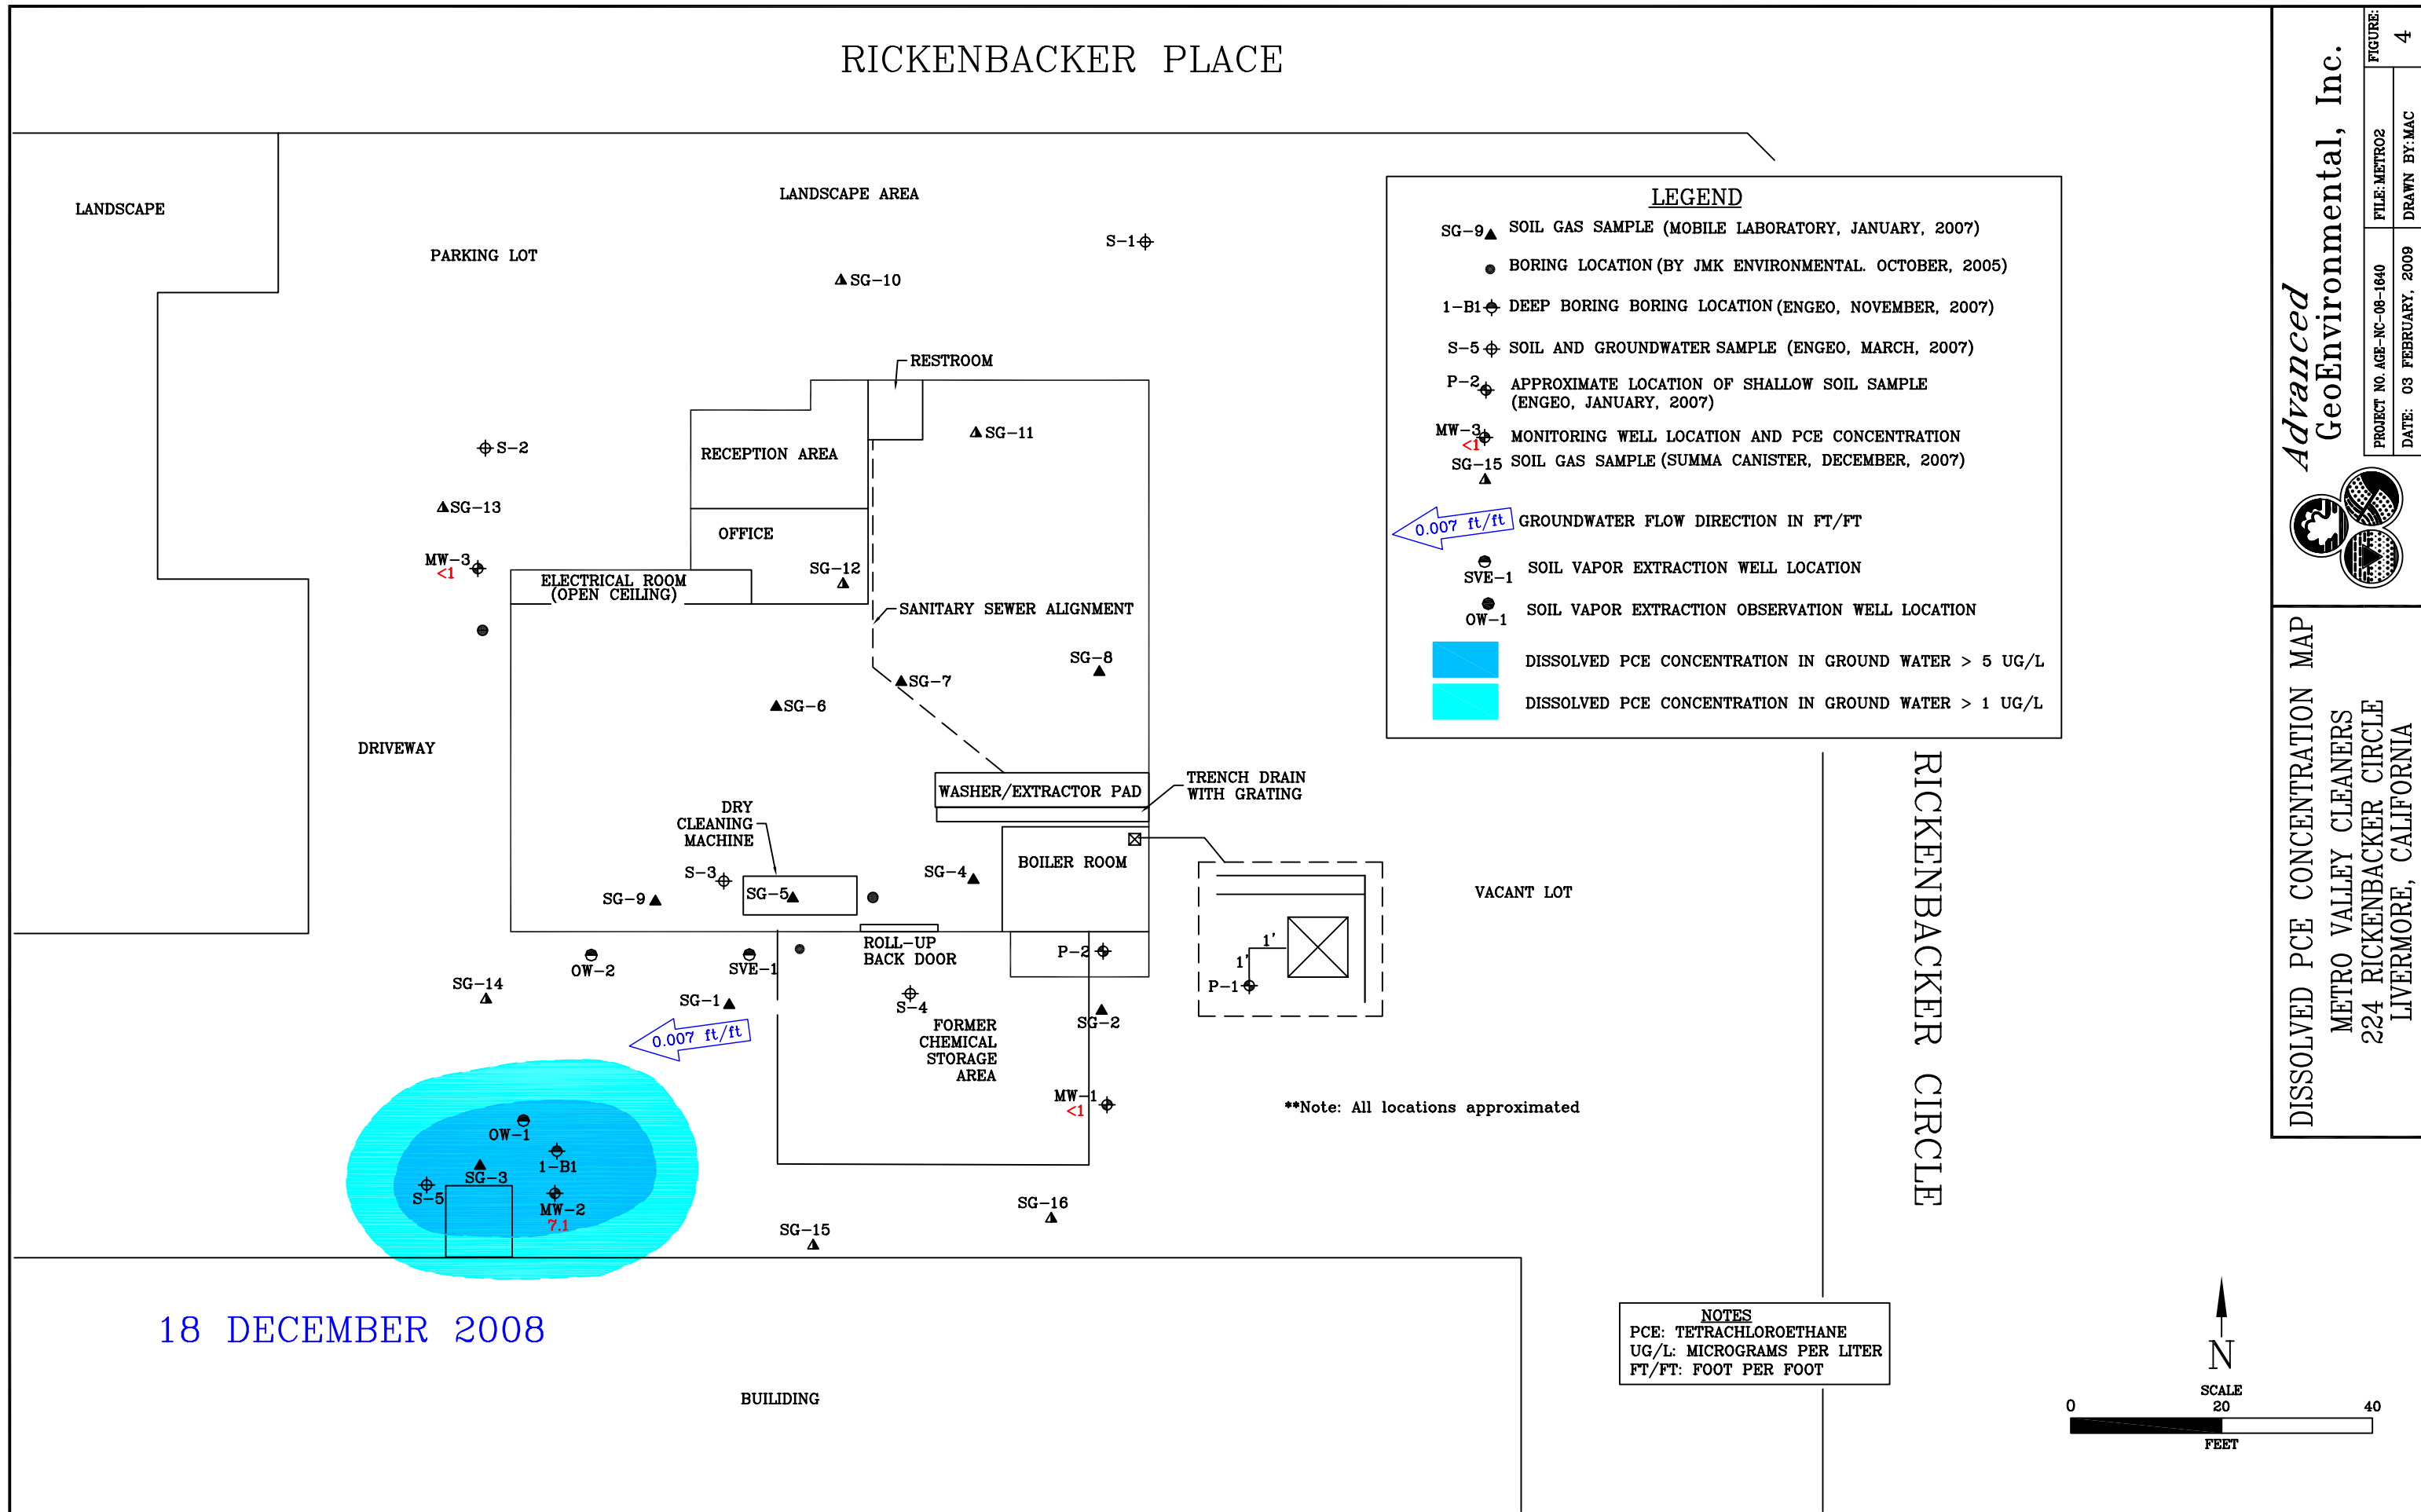 RICKENBACKER PLACE
LANDSCAPE
LANDSCAPE AREA
PARKING LOT
S-1
SG-10
RESTROOM
SG-11
RECEPTION AREA
S-2
SG-13
OFFICE
MW-3
<1
SG-12
ELECTRICAL ROOM
(OPEN CEILING)
SANITARY SEWER ALIGNMENT
SG-8
SG-7
SG-6
DRIVEWAY
WASHER/EXTRACTOR PAD
TRENCH DRAIN
WITH GRATING
DRY
CLEANING
MACHINE
BOILER ROOM
S-3
SG-4
SG-5
SG-9
VACANT LOT
ROLL-UP
BACK DOOR
P-2
1'
1'
P-1
OW-2
SVE-1
SG-14
SG-1
S-4
SG-2
0.007 ft/ft
FORMER
CHEMICAL
STORAGE
AREA
MW-1
<1
**Note: All locations approximated
OW-1
1-B1
SG-3
S-5
MW-2
7.1
SG-16
SG-15
18 DECEMBER 2008
BUILIDING
RICKENBACKER CIRCLE
LEGEND
SG-9 SOIL GAS SAMPLE (MOBILE LABORATORY, JANUARY, 2007)
BORING LOCATION (BY JMK ENVIRONMENTAL. OCTOBER, 2005)
1-B1 DEEP BORING BORING LOCATION (ENGEO, NOVEMBER, 2007)
S-5 SOIL AND GROUNDWATER SAMPLE (ENGEO, MARCH, 2007)
P-2 APPROXIMATE LOCATION OF SHALLOW SOIL SAMPLE
(ENGEO, JANUARY, 2007)
MW-3 MONITORING WELL LOCATION AND PCE CONCENTRATION
<1
SG-15 SOIL GAS SAMPLE (SUMMA CANISTER, DECEMBER, 2007)
0.007 ft/ft GROUNDWATER FLOW DIRECTION IN FT/FT
SVE-1 SOIL VAPOR EXTRACTION WELL LOCATION
OW-1 SOIL VAPOR EXTRACTION OBSERVATION WELL LOCATION
DISSOLVED PCE CONCENTRATION IN GROUND WATER > 5 UG/L
DISSOLVED PCE CONCENTRATION IN GROUND WATER > 1 UG/L
NOTES
PCE: TETRACHLOROETHANE
UG/L: MICROGRAMS PER LITER
FT/FT: FOOT PER FOOT
N
SCALE
0 20 40
FEET
DISSOLVED PCE CONCENTRATION MAP
METRO VALLEY CLEANERS
224 RICKENBACKER CIRCLE
LIVERMORE, CALIFORNIA
Advanced
GeoEnvironmental, Inc.
PROJECT NO. AGE-NC-08-1640
FILE: METRO2
FIGURE:
4
DATE: 03 FEBRUARY, 2009
DRAWN BY: MAC